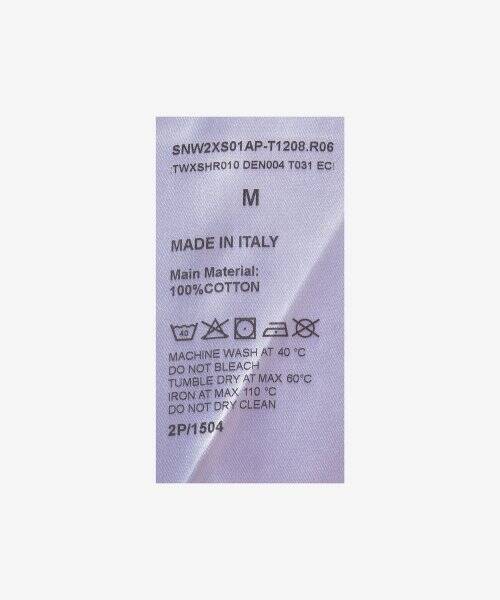 SNW2XS01AP-T1208.R06
TWXSHR010 DEN004 T031
M
MADE IN ITALY
Main Material:
100%COTTON
40
MACHINE WASH AT 40 °C
DO NOT BLEACH
TUMBLE DRY AT MAX 60°C
IRON AT MAX 110 °C
DO NOT DRY CLEAN
2P/1504